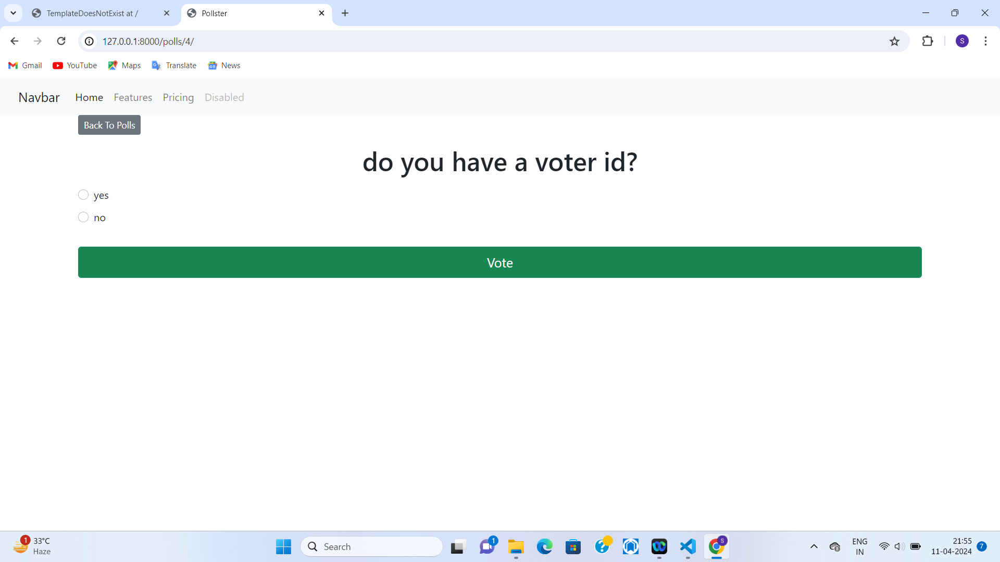 TemplateDoesNotExist at /
Pollster
127.0.0.1:8000/polls/4/
S
Gmail
YouTube
Maps
Translate
News
Navbar Home Features Pricing Disabled
Back To Polls
do you have a voter id?
yes
no
Vote
1
33°C
Haze
Search
1
S
ENG
IN
21:55
11-04-2024
7